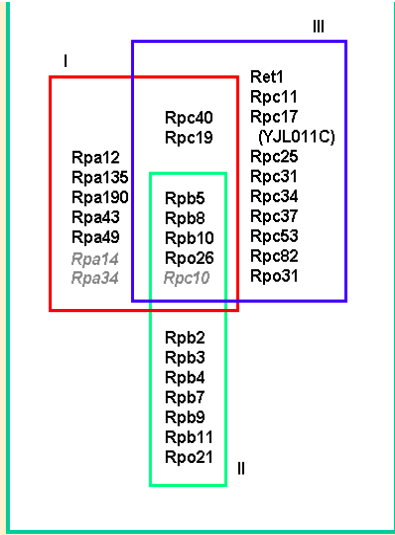 III
I
Ret1
Rpc11
Rpc17
(YJL011C)
Rpc25
Rpc31
Rpc34
Rpc37
Rpc53
Rpc82
Rpo31
Rpc40
Rpc19
Rpa12
Rpa135
Rpa190
Rpa43
Rpa49
Rpa14
Rpa34
Rpb5
Rpb8
Rpb10
Rpo26
Rpc10
Rpb2
Rpb3
Rpb4
Rpb7
Rpb9
Rpb11
Rpo21
II